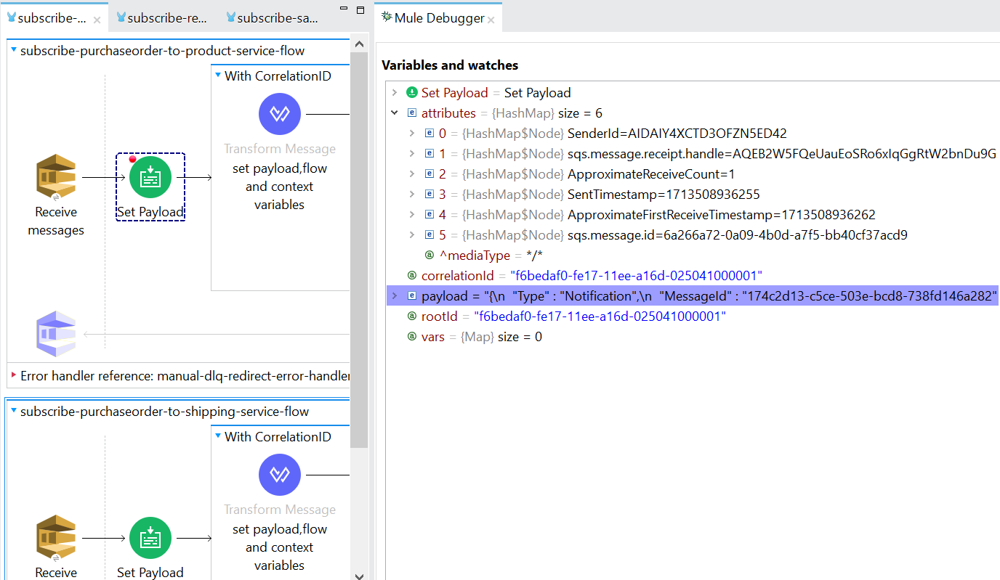 subscribe-...
subscribe-re...
subscribe-sa...
subscribe-purchaseorder-to-product-service-flow
With CorrelationID
Transform Message
set payload,flow
and context
variables
Receive
messages
Set Payload
Error handler reference: manual-dlq-redirect-error-handler
subscribe-purchaseorder-to-shipping-service-flow
With CorrelationID
Transform Message
set payload,flow
and context
variables
Receive
Set Payload
Mule Debugger
Variables and watches
Set Payload = Set Payload
attributes = {HashMap} size = 6
0 = {HashMap$Node} SenderId=AIDAIY4XCTD3OFZN5ED42
1 = {HashMap$Node} sqs.message.receipt.handle=AQEB2W5FQeUauEoSRo6xIqGgRtW2bnDu9G
2 = {HashMap$Node} ApproximateReceiveCount=1
3 = {HashMap$Node} SentTimestamp=1713508936255
4 = {HashMap$Node} ApproximateFirstReceiveTimestamp=1713508936262
5 = {HashMap$Node} sqs.message.id=6a266a72-0a09-4b0d-a7f5-bb40cf37acd9
^mediaType = */*
correlationId = "f6bedaf0-fe17-11ee-a16d-025041000001"
payload = "{\n  "Type" : "Notification",\n  "MessageId" : "174c2d13-c5ce-503e-bcd8-738fd146a282"
rootId = "f6bedaf0-fe17-11ee-a16d-025041000001"
vars = {Map} size = 0